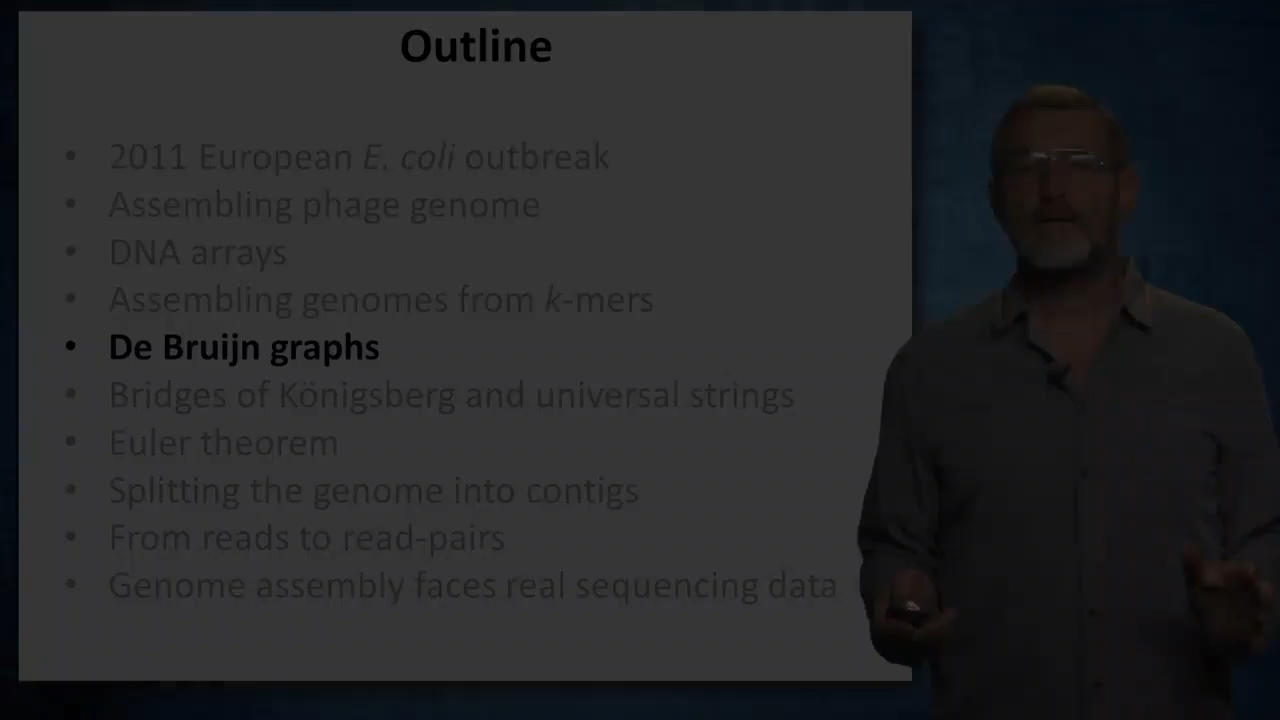 Outline
• 2011 European E. coli outbreak
• Assembling phage genome
• DNA arrays
• Assembling genomes from k-mers
• De Bruijn graphs
• Bridges of Königsberg and universal strings
• Euler theorem
• Splitting the genome into contigs
• From reads to read-pairs
• Genome assembly faces real sequencing data